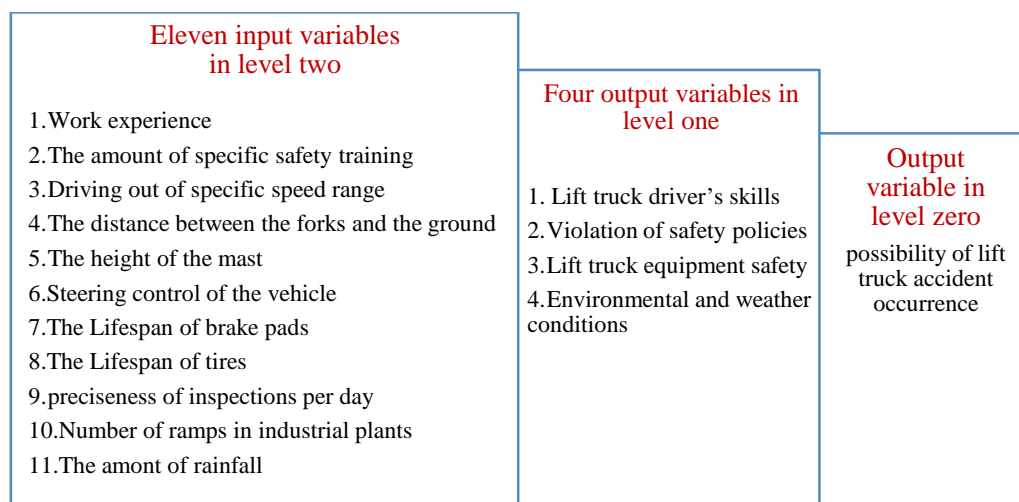 Eleven input variables
in level two
1.Work experience
2.The amount of specific safety training
3.Driving out of specific speed range
4.The distance between the forks and the ground
5.The height of the mast
6.Steering control of the vehicle
7.The Lifespan of brake pads
8.The Lifespan of tires
9.preciseness of inspections per day
10.Number of ramps in industrial plants
11.The amont of rainfall
Four output variables in
level one
1. Lift truck driver's skills
2.Violation of safety policies
3.Lift truck equipment safety
4.Environmental and weather
conditions
Output
variable in
level zero
possibility of lift
truck accident
occurrence